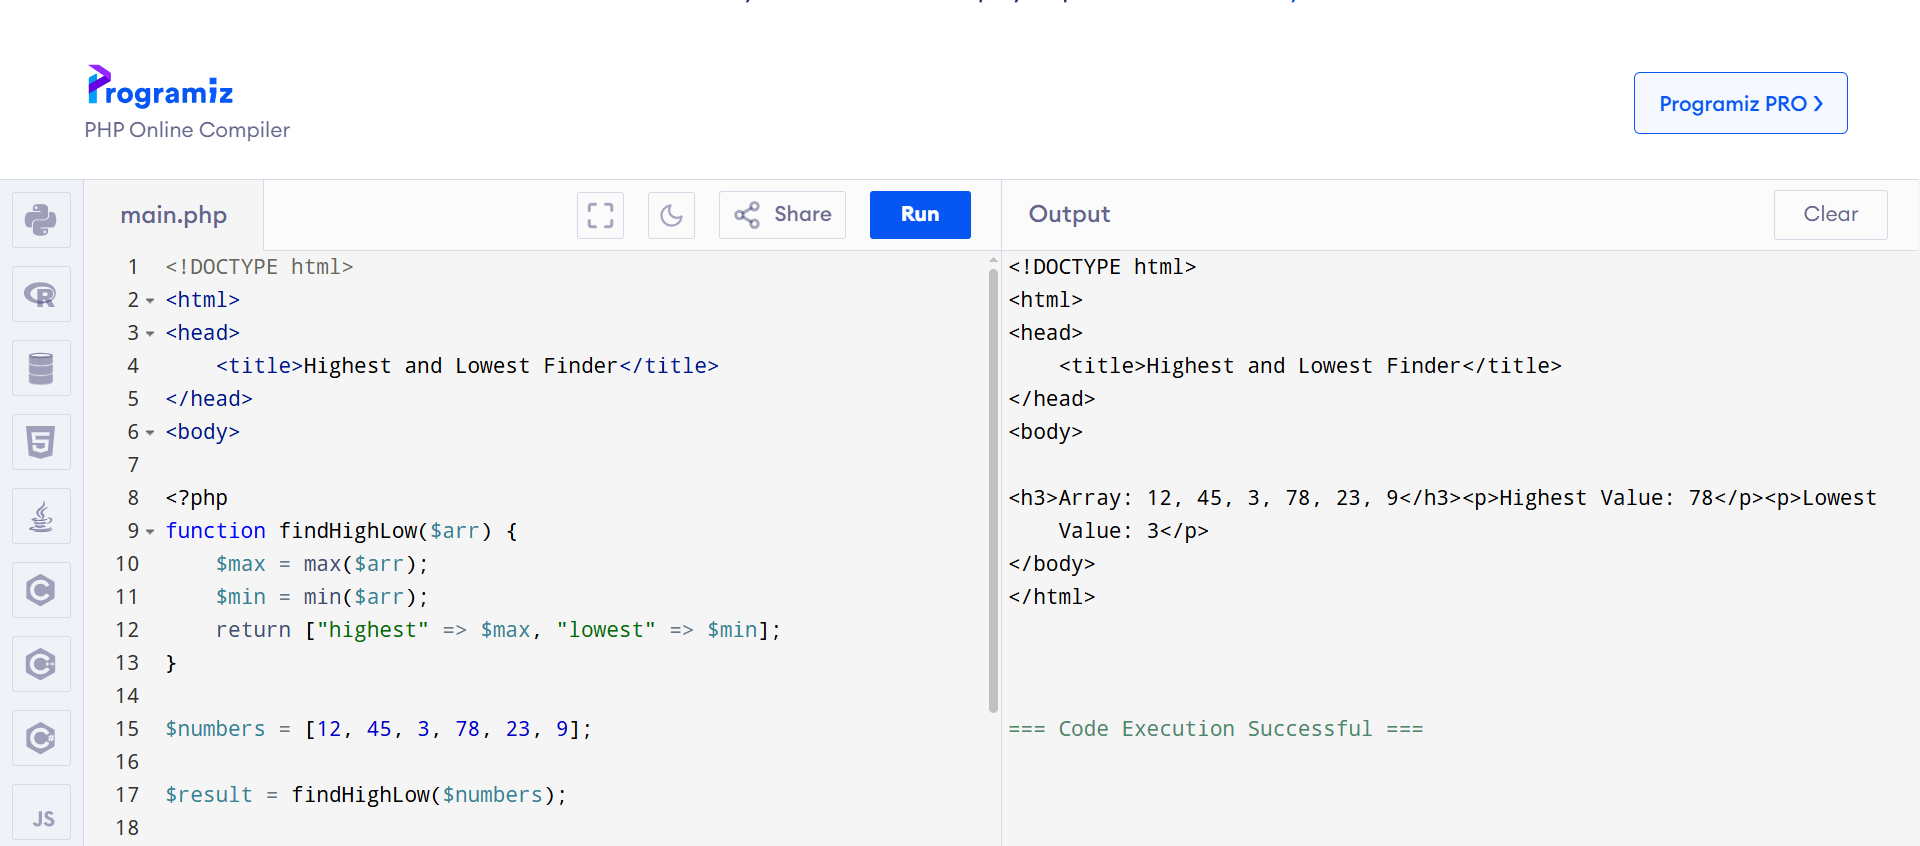 Programiz
PHP Online Compiler
Programiz PRO ❯
main.php
Share
Run
Output
Clear
1 <!DOCTYPE html>
2 <html>
3 <head>
4     <title>Highest and Lowest Finder</title>
5 </head>
6 <body>
7
8 <?php
9 function findHighLow($arr) {
10     $max = max($arr);
11     $min = min($arr);
12     return ["highest" => $max, "lowest" => $min];
13 }
14
15 $numbers = [12, 45, 3, 78, 23, 9];
16
17 $result = findHighLow($numbers);
18
<!DOCTYPE html>
<html>
<head>
    <title>Highest and Lowest Finder</title>
</head>
<body>
<h3>Array: 12, 45, 3, 78, 23, 9</h3><p>Highest Value: 78</p><p>Lowest
    Value: 3</p>
</body>
</html>
=== Code Execution Successful ===
R
5
C
C++
C#
JS